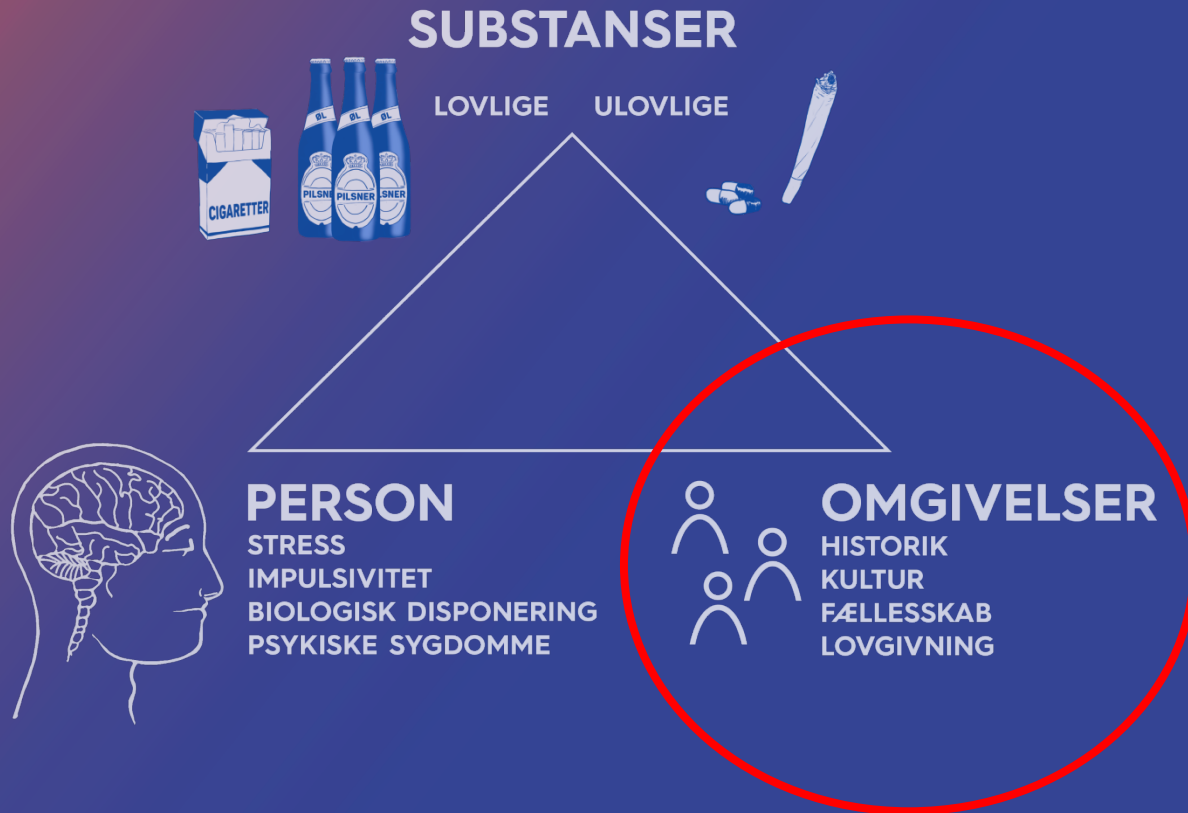 SUBSTANSER
LOVLIGE ULOVLIGE
ØL ØL ØL
CIGARETTER
PILSNER PILSNER PILSNER
PERSON
STRESS
IMPULSIVITET
BIOLOGISK DISPONERING
PSYKISKE SYGDOMME
OMGIVELSER
HISTORIK
KULTUR
FÆLLESSKAB
LOVGIVNING